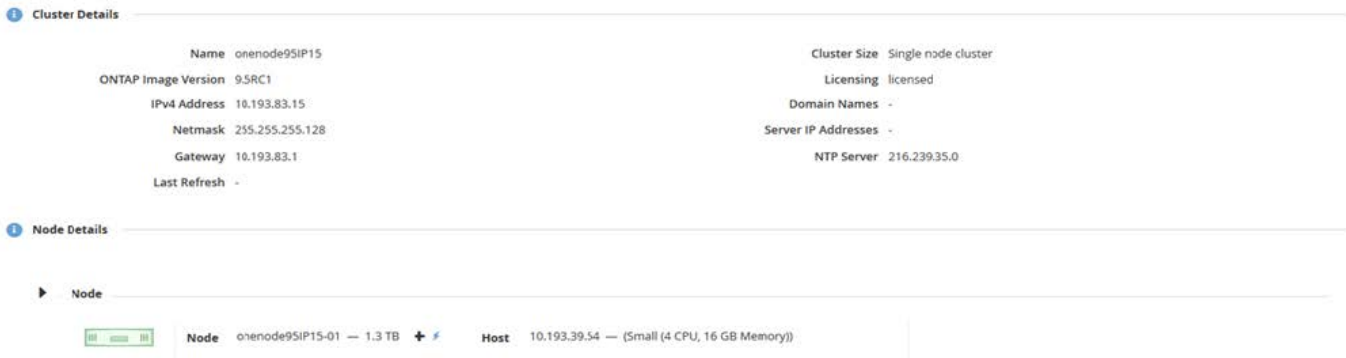 Cluster Details
Name onenode95IP15
ONTAP Image Version 9.5RC1
IPv4 Address 10.193.83.15
Netmask 255.255.255.128
Gateway 10.193.83.1
Last Refresh -
Cluster Size Single node cluster
Licensing licensed
Domain Names -
Server IP Addresses -
NTP Server 216.239.35.0
Node Details
Node
Node onenode95IP15-01 — 1.3 TB Host 10.193.39.54 — (Small (4 CPU, 16 GB Memory))